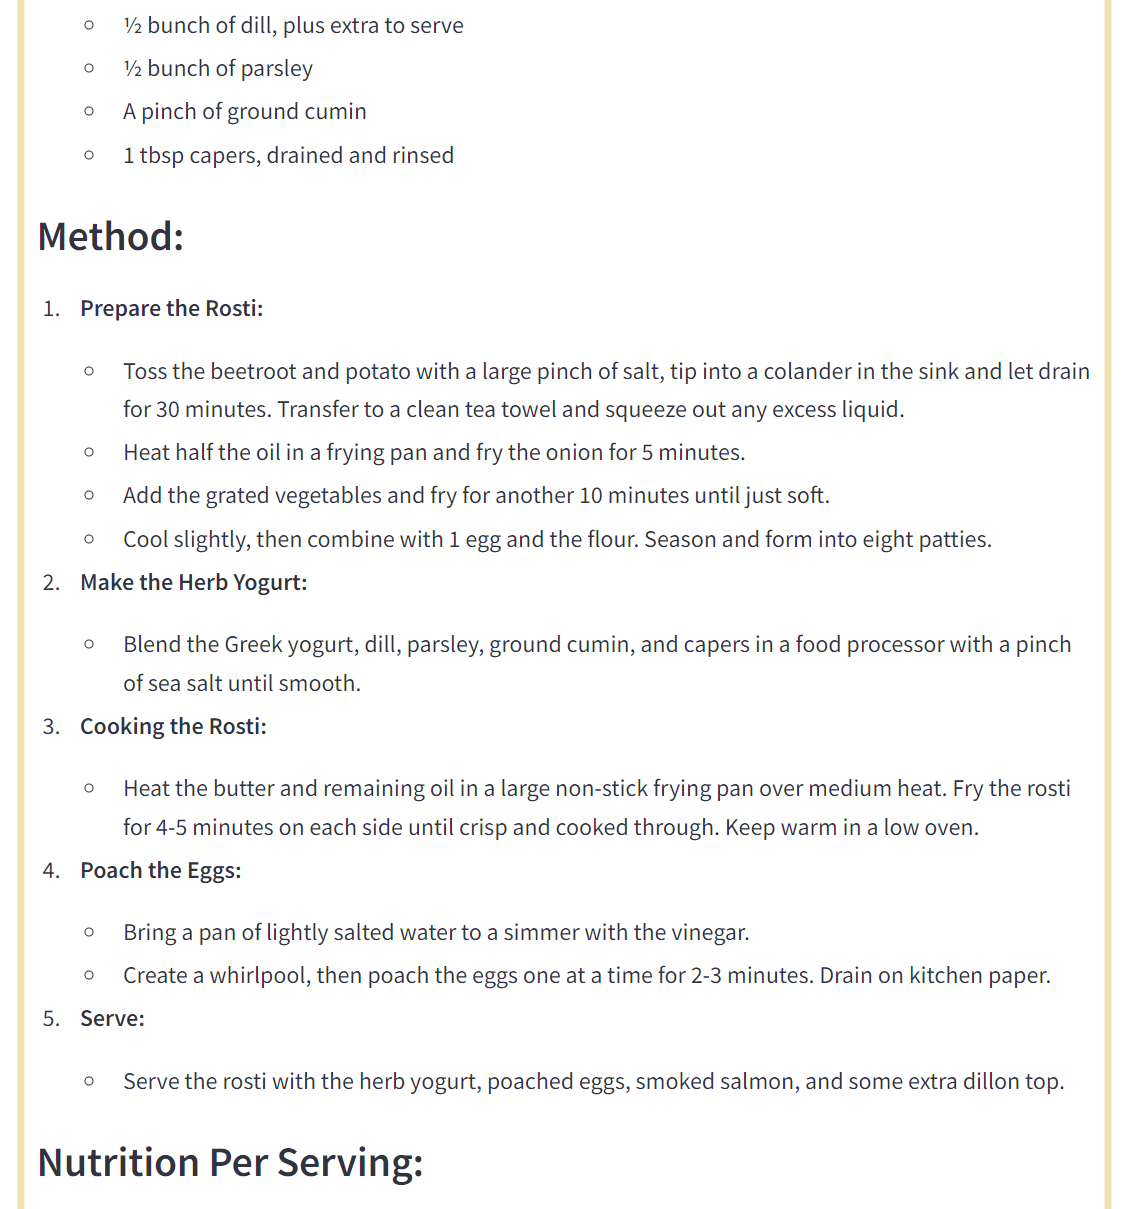 ○ ½ bunch of dill, plus extra to serve
○ ½ bunch of parsley
○ A pinch of ground cumin
○ 1 tbsp capers, drained and rinsed
Method:
1. Prepare the Rosti:
○ Toss the beetroot and potato with a large pinch of salt, tip into a colander in the sink and let drain
for 30 minutes. Transfer to a clean tea towel and squeeze out any excess liquid.
○ Heat half the oil in a frying pan and fry the onion for 5 minutes.
○ Add the grated vegetables and fry for another 10 minutes until just soft.
○ Cool slightly, then combine with 1 egg and the flour. Season and form into eight patties.
2. Make the Herb Yogurt:
○ Blend the Greek yogurt, dill, parsley, ground cumin, and capers in a food processor with a pinch
of sea salt until smooth.
3. Cooking the Rosti:
○ Heat the butter and remaining oil in a large non-stick frying pan over medium heat. Fry the rosti
for 4-5 minutes on each side until crisp and cooked through. Keep warm in a low oven.
4. Poach the Eggs:
○ Bring a pan of lightly salted water to a simmer with the vinegar.
○ Create a whirlpool, then poach the eggs one at a time for 2-3 minutes. Drain on kitchen paper.
5. Serve:
○ Serve the rosti with the herb yogurt, poached eggs, smoked salmon, and some extra dillon top.
Nutrition Per Serving: